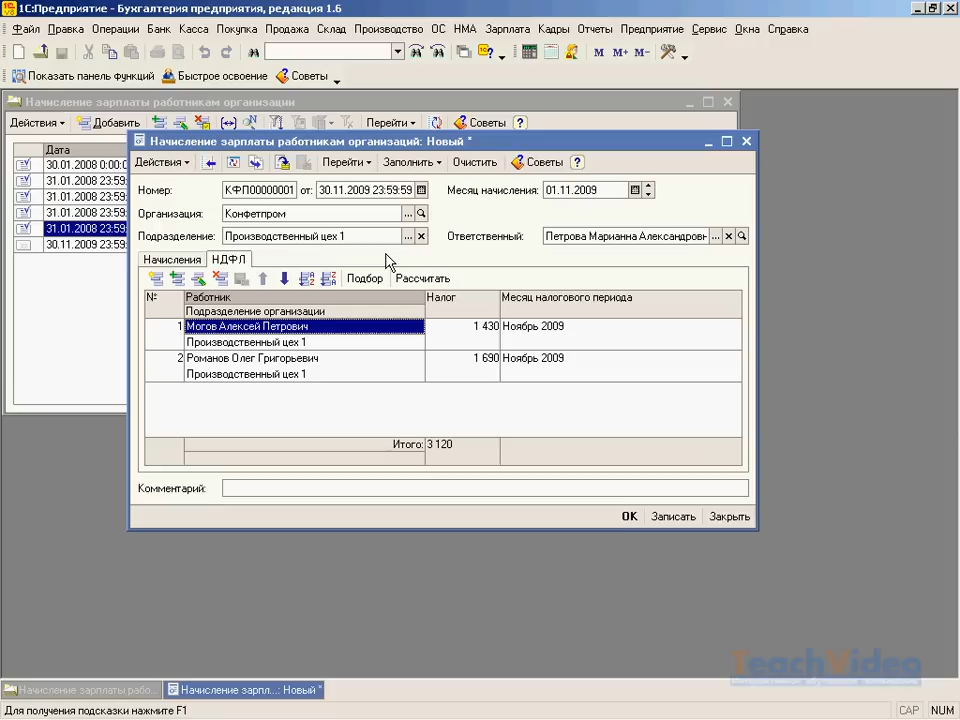 1С:Предприятие - Бухгалтерия предприятия, редакция 1.6
Файл Правка Операции Банк Касса Покупка Продажа Склад Производство ОС НМА Зарплата Кадры Отчеты Предприятие Сервис Окна Справка
M M+ M-
Показать панель функций Быстрое освоение Советы
Начисление зарплаты работникам организации
Действия Добавить Перейти Советы
Дата
30.01.2008 0:00:0
31.01.2008 23:59:
31.01.2008 23:59:
31.01.2008 23:59:
31.01.2008 23:59:
30.11.2009 23:59:
Начисление зарплаты работникам организаций: Новый *
Действия Перейти Заполнить Очистить Советы
Номер: КФП00000001 от: 30.11.2009 23:59:59 Месяц начисления: 01.11.2009
Организация: Конфетпром
Подразделение: Производственный цех 1 Ответственный: Петрова Марианна Александровн
Начисления НДФЛ
Подбор Рассчитать
№ Работник Налог Месяц налогового периода
Подразделение организации
1 Могов Алексей Петрович 1 430 Ноябрь 2009
Производственный цех 1
2 Романов Олег Григорьевич 1 690 Ноябрь 2009
Производственный цех 1
Итого: 3 120
Комментарий:
OK Записать Закрыть
TeachVideo
Начисление зарплаты рабо... Начисление зарпл...: Новый *
Для получения подсказки нажмите F1 CAP NUM